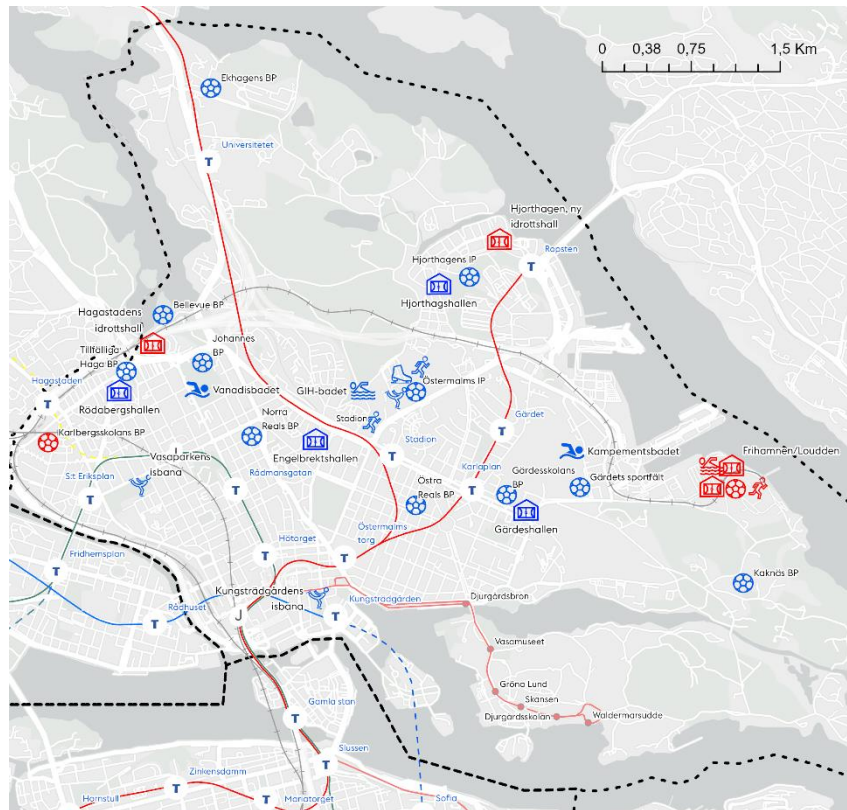 0 0,38 0,75 1,5 Km
Ekhagens BP
Universitetet
T
Hjorthagen, ny
idrottshall
Ropsten
T
Hjorthagens IP
Hjorthagshallen
Bellevue BP
Hagastadens
idrottshall
Tillfälliga
Haga BP
Johannes
BP
Hagastaden
T
Rödabergshallen
Vanadisbadet
GIH-badet
Östermalms IP
Stadion
Karlbergsskolans BP
Norra
Reals BP
Engelbrektshallen
Stadion
T
Gärdet
T
Kampementsbadet
Frihamnen/Loudden
Vasaparkens
isbana
S:t Eriksplan
T
Rådmansgatan
T
Östra
Reals BP
Karlaplan
T
Gärdesskolans
BP
Gärdets sportfält
Gärdeshallen
Östermalms
torg
T
Hötorget
T
Fridhemsplan
T
Kaknäs BP
Kungsträdgårdens
isbana
Kungsträdgården
T
Rådhuset
T
J
Djurgårdsbron
Vasamuseet
Gröna Lund
Skansen
Djurgårdsskolan
Waldermarsudde
Gamla stan
T
Slussen
T
Zinkensdamm
T
Hornstull
T
Mariatorget
T
Sofia